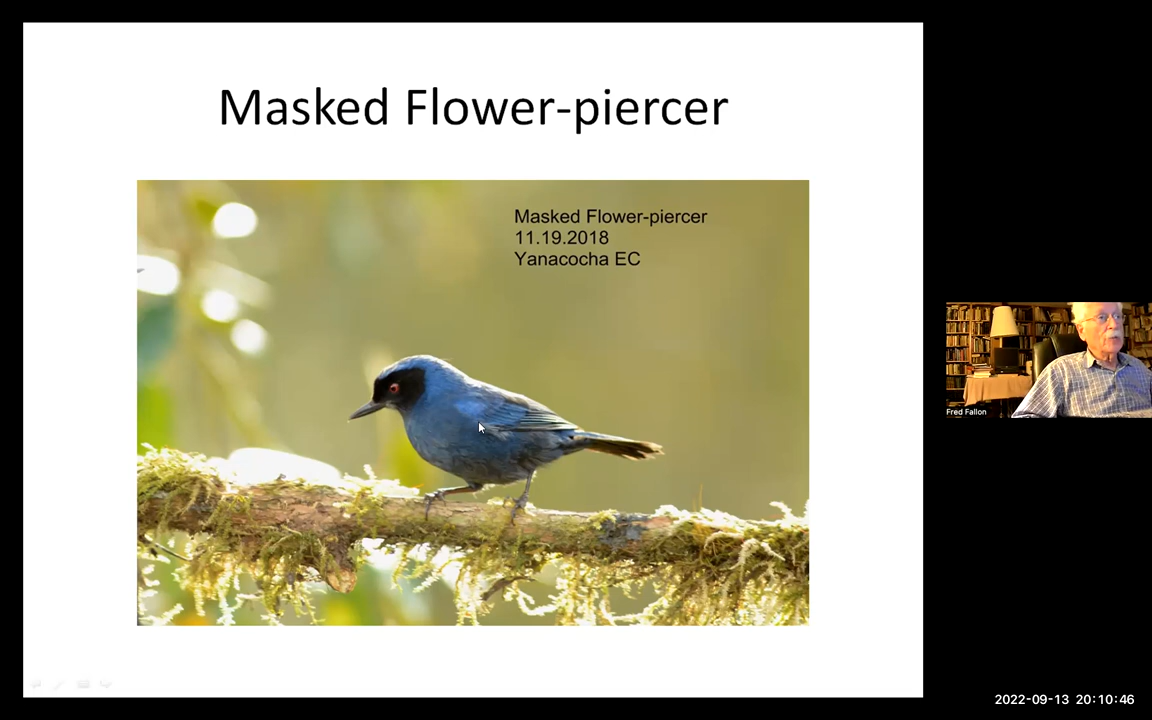 Masked Flower-piercer
Masked Flower-piercer
11.19.2018
Yanacocha EC
Fred Fallon
2022-09-13 20:10:46